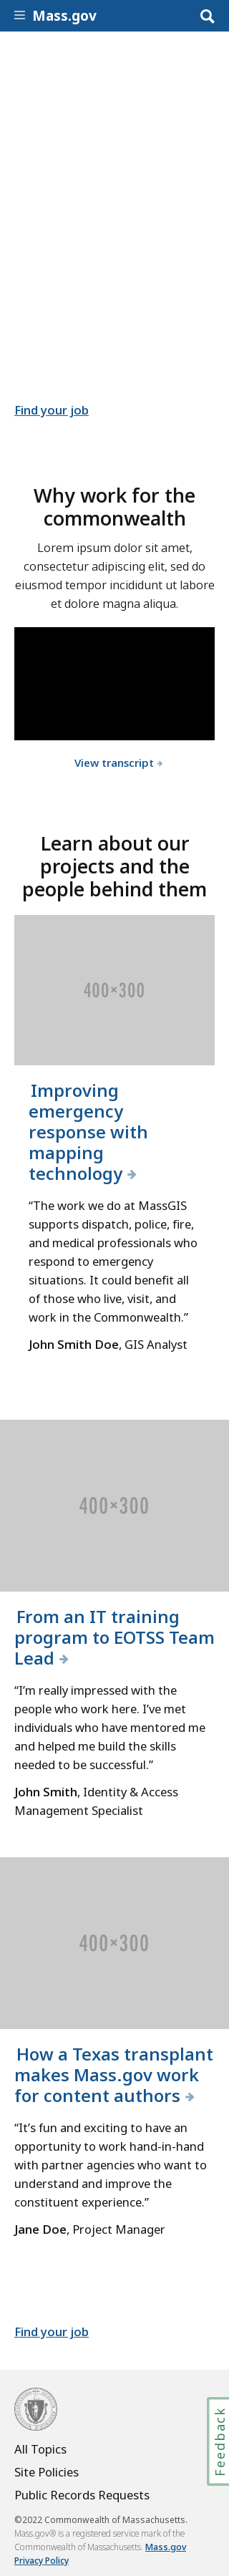 Mass.gov
Find your job
Why work for the
commonwealth
Lorem ipsum dolor sit amet,
consectetur adipiscing elit, sed do
eiusmod tempor incididunt ut labore
et dolore magna aliqua.
View transcript
Learn about our
projects and the
people behind them
400×300
Improving
emergency
response with
mapping
technology
“The work we do at MassGIS
supports dispatch, police, fire,
and medical professionals who
respond to emergency
situations. It could benefit all
of those who live, visit, and
work in the Commonwealth.”
John Smith Doe, GIS Analyst
400×300
From an IT training
program to EOTSS Team
Lead
“I’m really impressed with the
people who work here. I’ve met
individuals who have mentored me
and helped me build the skills
needed to be successful.”
John Smith, Identity & Access
Management Specialist
400×300
How a Texas transplant
makes Mass.gov work
for content authors
“It’s fun and exciting to have an
opportunity to work hand-in-hand
with partner agencies who want to
understand and improve the
constituent experience.”
Jane Doe, Project Manager
Find your job
Feedback
All Topics
Site Policies
Public Records Requests
©2022 Commonwealth of Massachusetts.
Mass.gov® is a registered service mark of the
Commonwealth of Massachusetts. Mass.gov
Privacy Policy